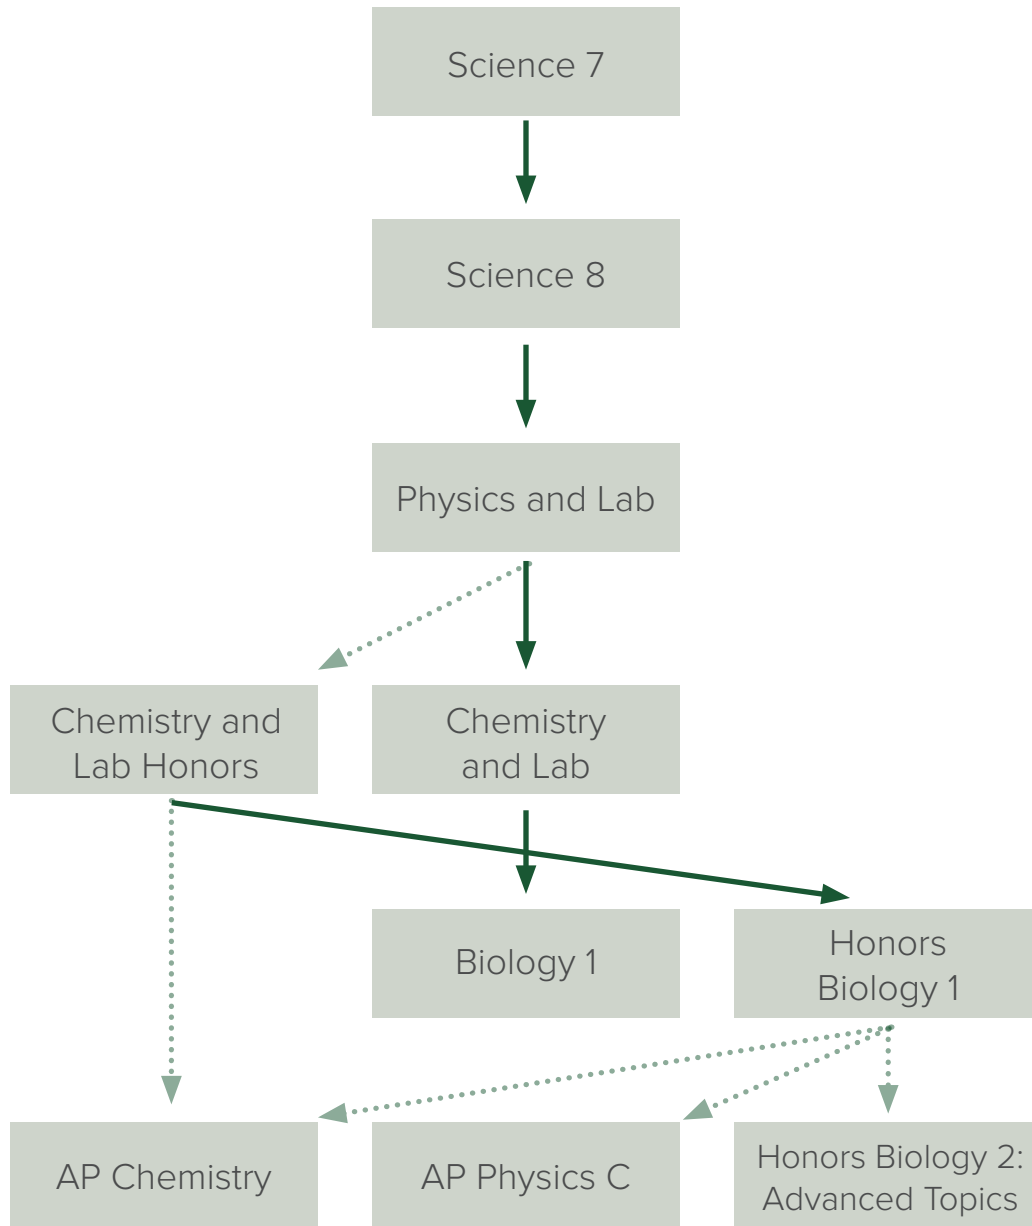 Science 7
Science 8
Physics and Lab
Chemistry and
Lab Honors
Chemistry
and Lab
Biology 1
Honors
Biology 1
AP Chemistry
AP Physics C
Honors Biology 2:
Advanced Topics